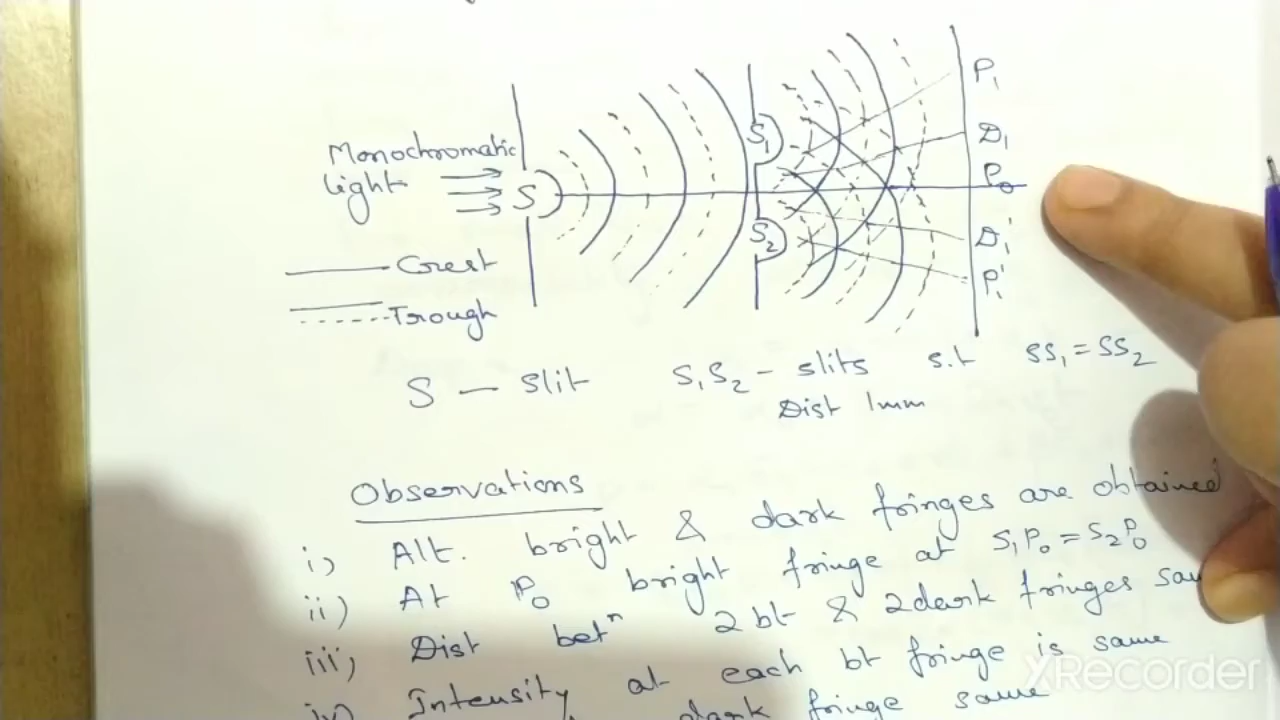 P₁
Monochromatic
light
S
S₁
S₂
D₁
P₀
D₁'
P₁'
Crest
Trough
S — Slit S₁S₂ - slits s.t SS₁ = SS₂
Dist 1mm
Observations
i) Alt. bright & dark fringes are obtained
ii) At P₀ bright fringe at S₁P₀ = S₂P₀
iii) Dist betⁿ 2 bt & 2 dark fringes
iv) Intensity at each bt fringe is same
dark fringe same
XRecorder